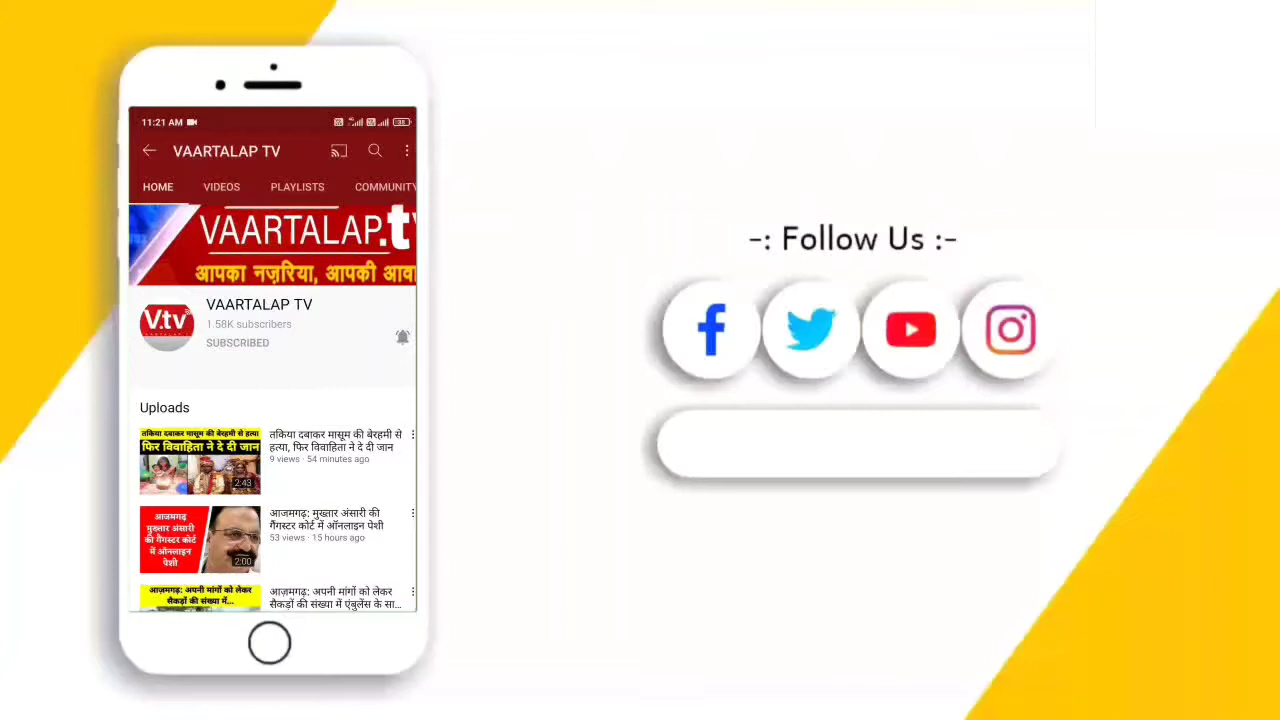 11:21 AM
VAARTALAP TV
HOME VIDEOS PLAYLISTS COMMUNITY
VAARTALAP.t
आपका नज़रिया, आपकी आवा
V.tv
VAARTALAP TV
1.58K subscribers
SUBSCRIBED
Uploads
तकिया दबाकर मासूम की बेरहमी से हत्या
फिर विवाहिता ने दे दी जान
2:43
तकिया दबाकर मासूम की बेरहमी से
हत्या, फिर विवाहिता ने दे दी जान
9 views · 54 minutes ago
आजमगढ़
मुख्तार अंसारी
की गैंगस्टर कोर्ट
में ऑनलाइन
पेशी
2:00
आजमगढ़: मुख्तार अंसारी की
गैंगस्टर कोर्ट में ऑनलाइन पेशी
53 views · 15 hours ago
आज़मगढ़: अपनी मांगों को लेकर
सैकड़ों की संख्या में...
आज़मगढ़: अपनी मांगों को लेकर
सैकड़ों की संख्या में एंबुलेंस के सा...
-: Follow Us :-